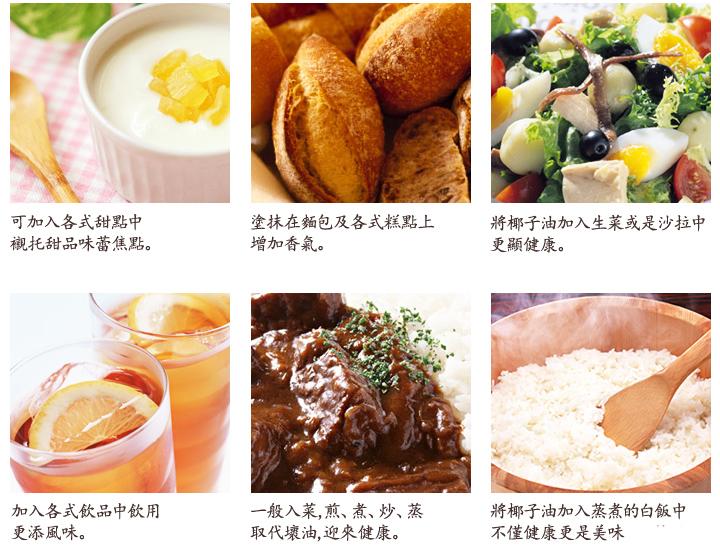 可加入各式甜點中
襯托甜品味蕾焦點。
塗抹在麵包及各式糕點上
增加香氣。
將椰子油加入生菜或是沙拉中
更顯健康。
加入各式飲品中飲用
更添風味。
一般入菜,煎、煮、炒、蒸
取代壞油,迎來健康。
將椰子油加入蒸煮的白飯中
不僅健康更是美味